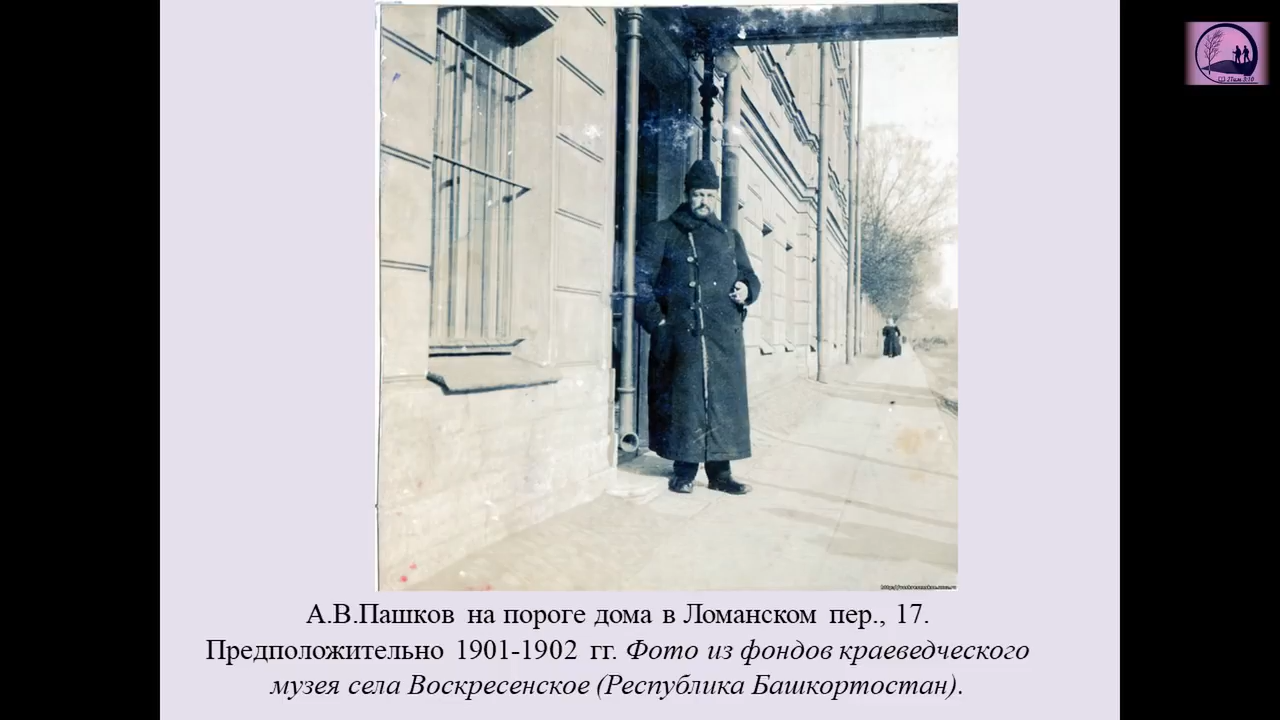 А.В.Пашков на пороге дома в Ломанском пер., 17.
Предположительно 1901-1902 гг. Фото из фондов краеведческого
музея села Воскресенское (Республика Башкортостан).